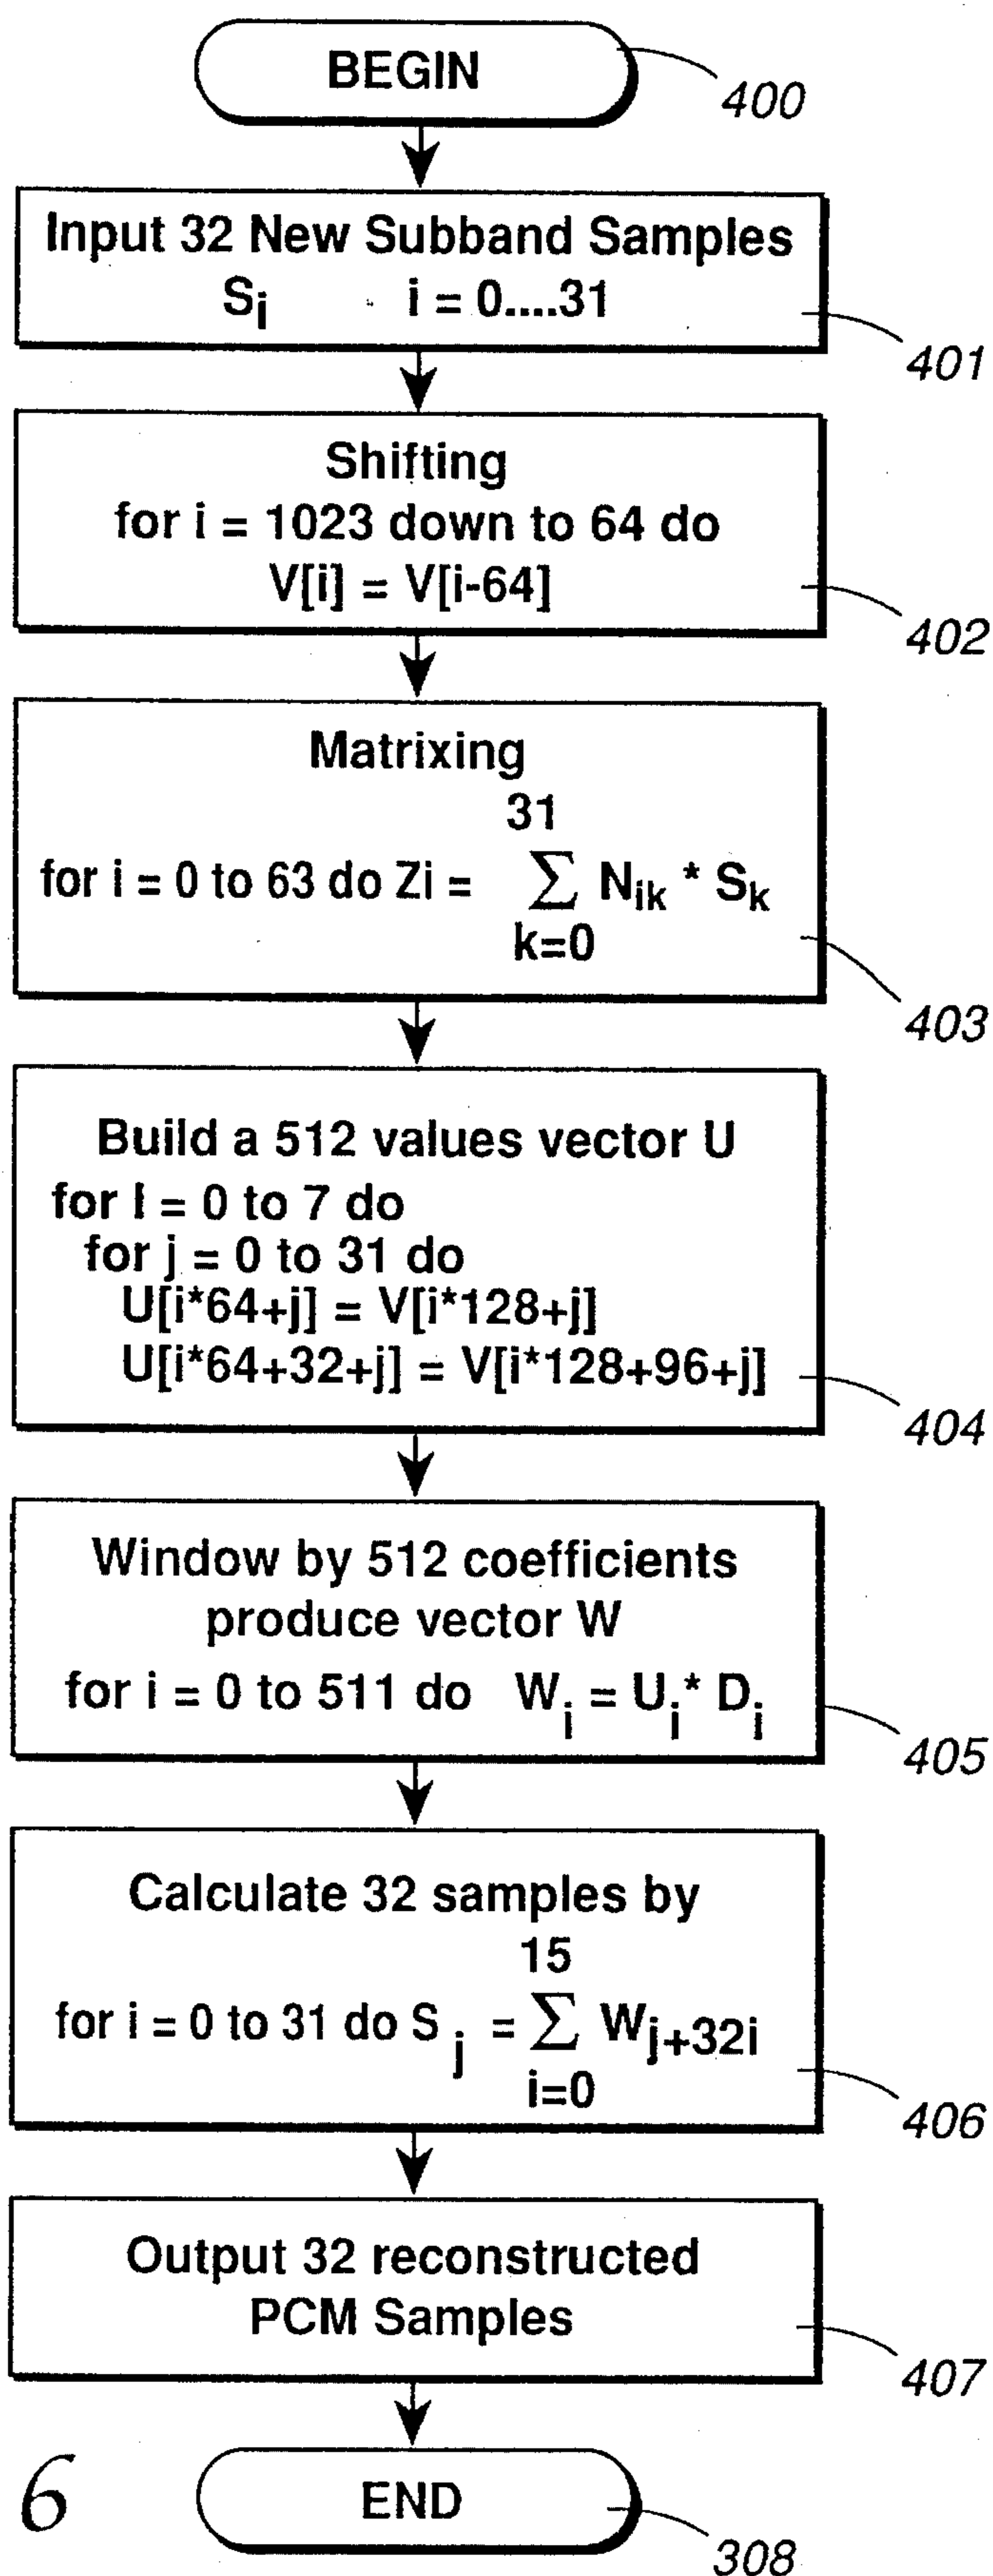 BEGIN
400
Input 32 New Subband Samples
Si i = 0....31
401
Shifting
for i = 1023 down to 64 do
V[i] = V[i-64]
402
Matrixing
31
for i = 0 to 63 do Zi = Σ Nik * Sk
k=0
403
Build a 512 values vector U
for I = 0 to 7 do
for j = 0 to 31 do
U[i*64+j] = V[i*128+j]
U[i*64+32+j] = V[i*128+96+j]
404
Window by 512 coefficients
produce vector W
for i = 0 to 511 do Wi = Ui* Di
405
Calculate 32 samples by
15
for i = 0 to 31 do S j = Σ Wj+32i
i=0
406
Output 32 reconstructed
PCM Samples
407
6
END
308